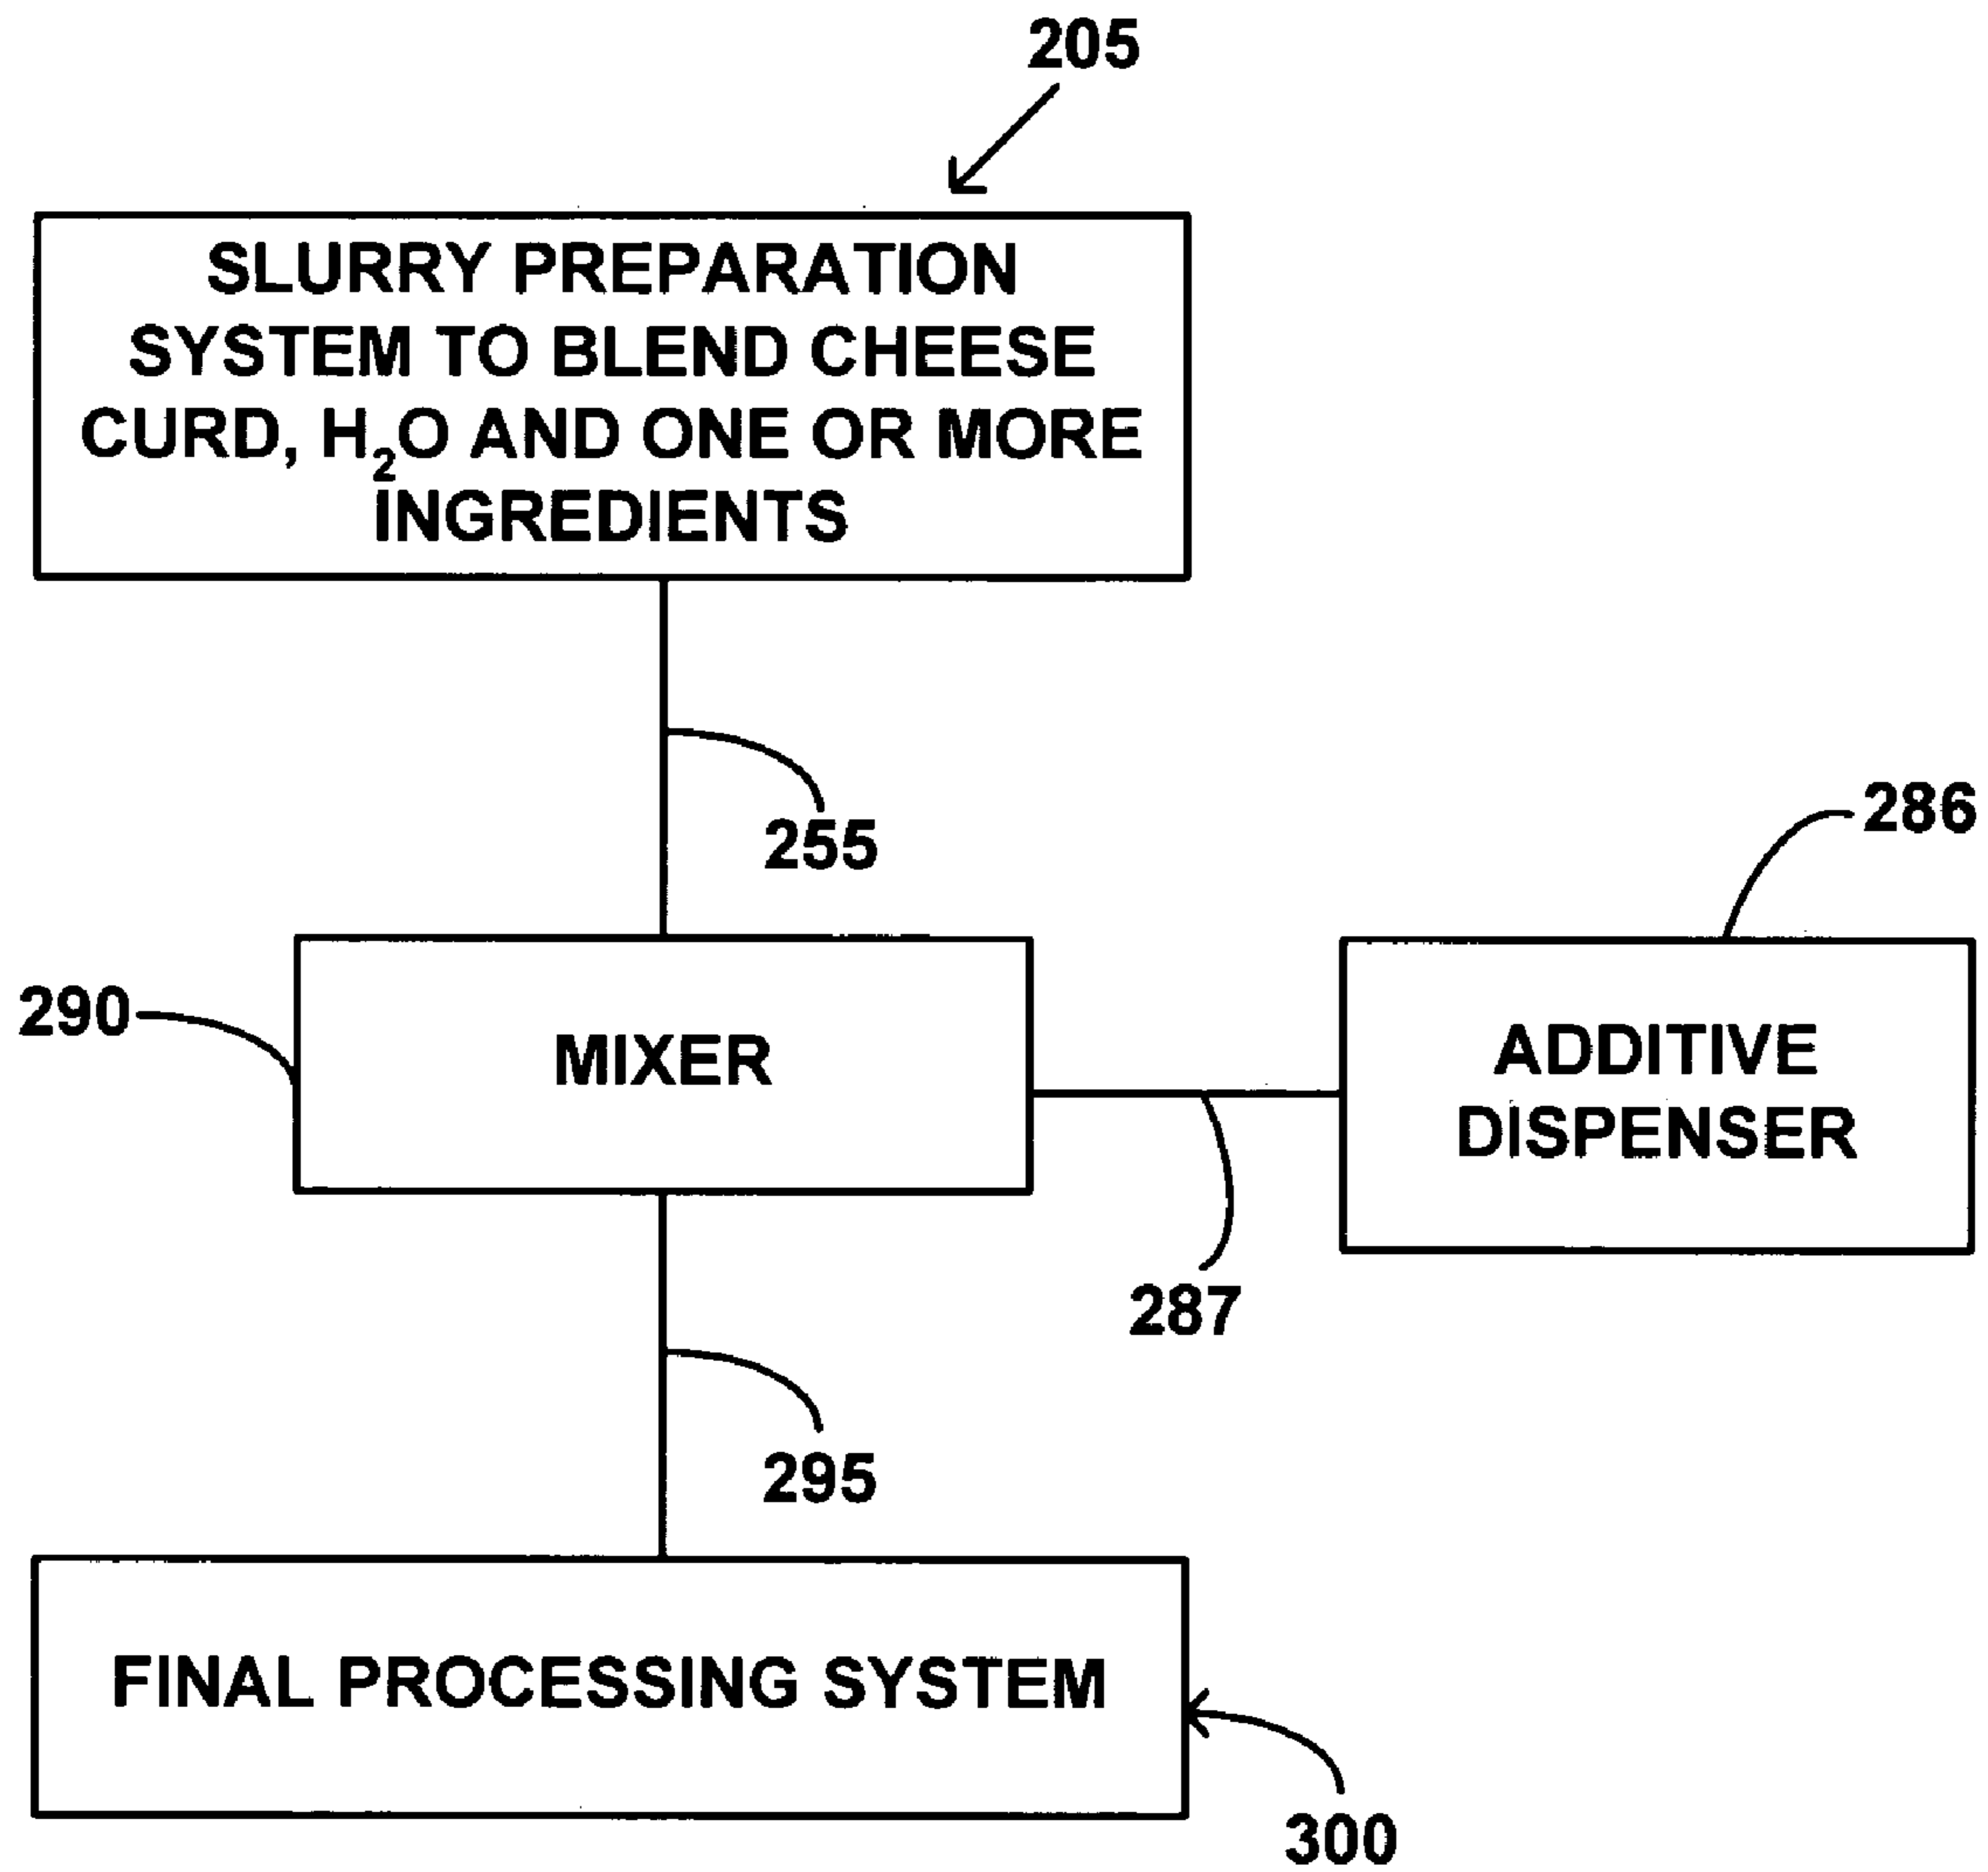 205
SLURRY PREPARATION
SYSTEM TO BLEND CHEESE
CURD, H₂O AND ONE OR MORE
INGREDIENTS
255
286
290
MIXER
ADDITIVE
DISPENSER
287
295
FINAL PROCESSING SYSTEM
300